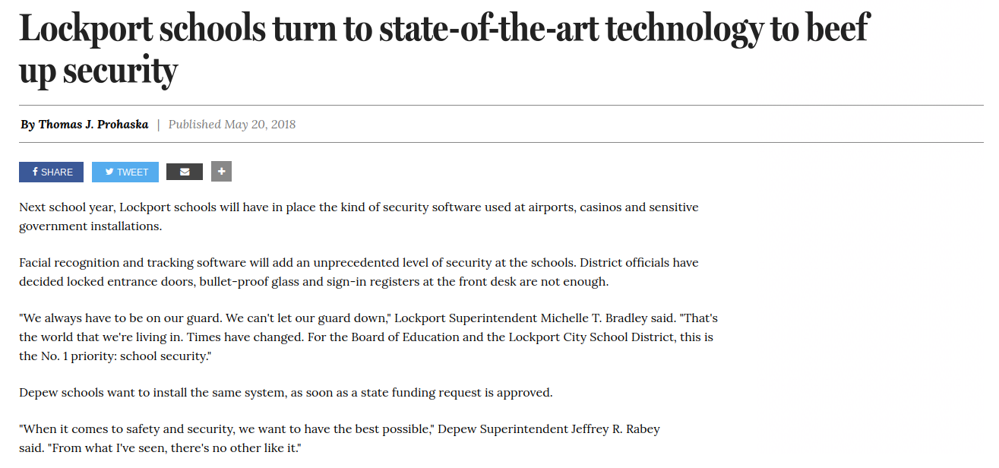 Lockport schools turn to state-of-the-art technology to beef
up security
By Thomas J. Prohaska | Published May 20, 2018
SHARE TWEET
Next school year, Lockport schools will have in place the kind of security software used at airports, casinos and sensitive
government installations.
Facial recognition and tracking software will add an unprecedented level of security at the schools. District officials have
decided locked entrance doors, bullet-proof glass and sign-in registers at the front desk are not enough.
"We always have to be on our guard. We can't let our guard down," Lockport Superintendent Michelle T. Bradley said. "That's
the world that we're living in. Times have changed. For the Board of Education and the Lockport City School District, this is
the No. 1 priority: school security."
Depew schools want to install the same system, as soon as a state funding request is approved.
"When it comes to safety and security, we want to have the best possible," Depew Superintendent Jeffrey R. Rabey
said. "From what I've seen, there's no other like it."